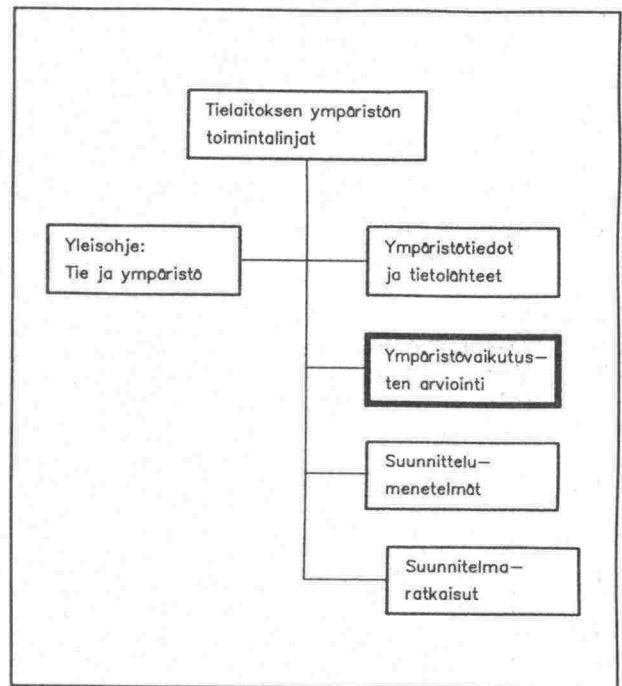 Tielaitoksen ympäristön
toimintalinjat
Yleisohje:
Tie ja ympäristö
Ympäristötiedot
ja tietolähteet
Ympäristövaikutus–
ten arviointi
Suunnittelu–
menetelmät
Suunnitelma–
ratkaisut